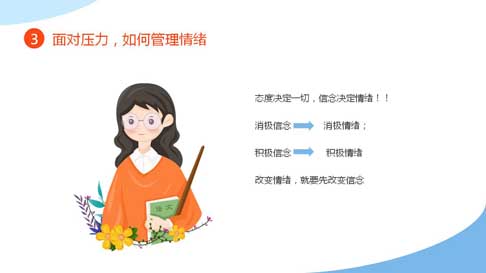 3 面对压力，如何管理情绪
态度决定一切，信念决定情绪！！
消极信念 消极情绪；
积极信念 积极情绪
改变情绪，就要先改变信念
语文